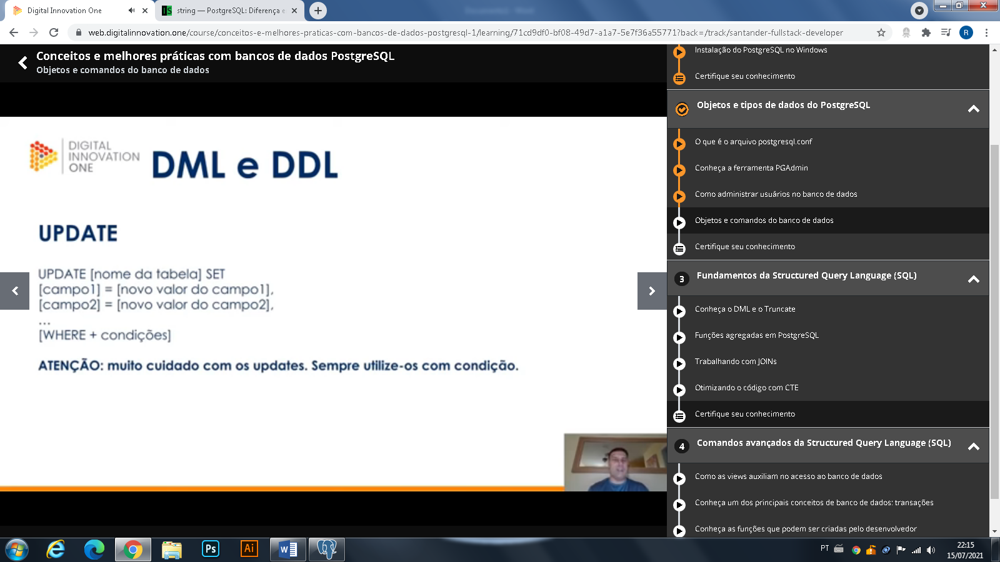 Digital Innovation One
string — PostgreSQL: Diferença e
web.digitalinnovation.one/course/conceitos-e-melhores-praticas-com-bancos-de-dados-postgresql-1/learning/71cd9df0-bf08-49d7-a1a7-5e7f36a55771?back=/track/santander-fullstack-developer
R
Conceitos e melhores práticas com bancos de dados PostgreSQL
Objetos e comandos do banco de dados
DIGITAL
INNOVATION
ONE
DML e DDL
UPDATE
UPDATE [nome da tabela] SET
[campo1] = [novo valor do campo1],
[campo2] = [novo valor do campo2],
...
[WHERE + condições]
ATENÇÃO: muito cuidado com os updates. Sempre utilize-os com condição.
Instalação do PostgreSQL no Windows
Certifique seu conhecimento
Objetos e tipos de dados do PostgreSQL
O que é o arquivo postgresql.conf
Conheça a ferramenta PGAdmin
Como administrar usuários no banco de dados
Objetos e comandos do banco de dados
Certifique seu conhecimento
3 Fundamentos da Structured Query Language (SQL)
Conheça o DML e o Truncate
Funções agregadas em PostgreSQL
Trabalhando com JOINs
Otimizando o código com CTE
Certifique seu conhecimento
4 Comandos avançados da Structured Query Language (SQL)
Como as views auxiliam no acesso ao banco de dados
Conheça um dos principais conceitos de banco de dados: transações
Conheça as funções que podem ser criadas pelo desenvolvedor
Ps
Ai
W
PT
22:15
15/07/2021